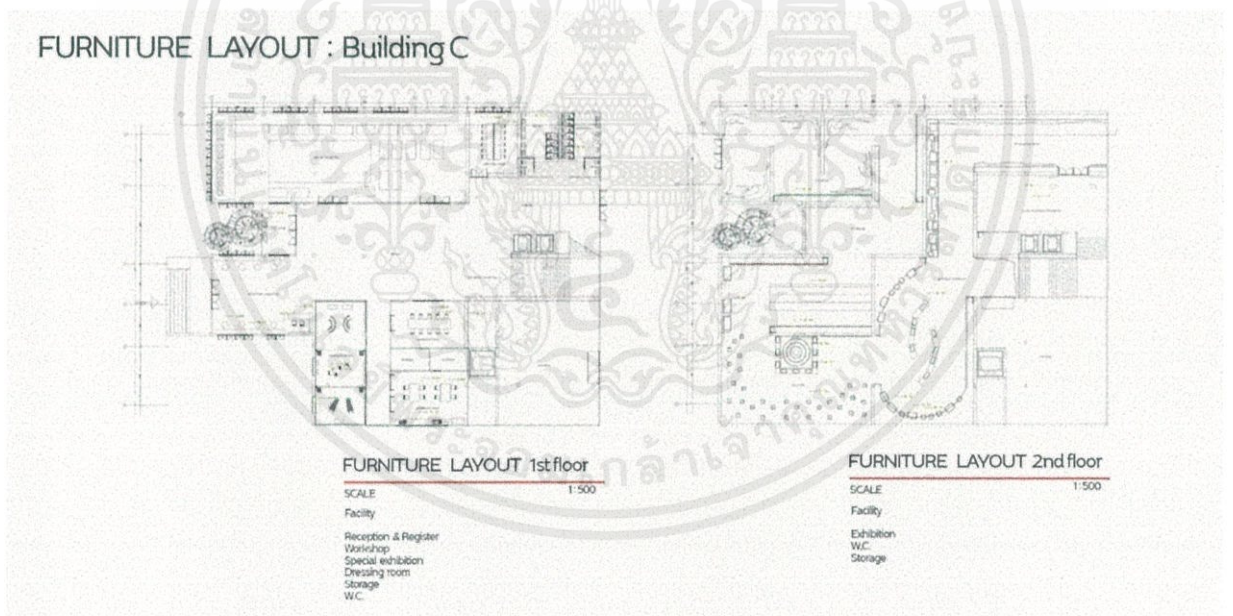 FURNITURE LAYOUT : Building C
FURNITURE LAYOUT 1st floor
SCALE 1:500
Facility
Reception & Register
Workshop
Special exhibition
Dressing room
Storage
W.C.
FURNITURE LAYOUT 2nd floor
SCALE 1:500
Facility
Exhibition
W.C.
Storage